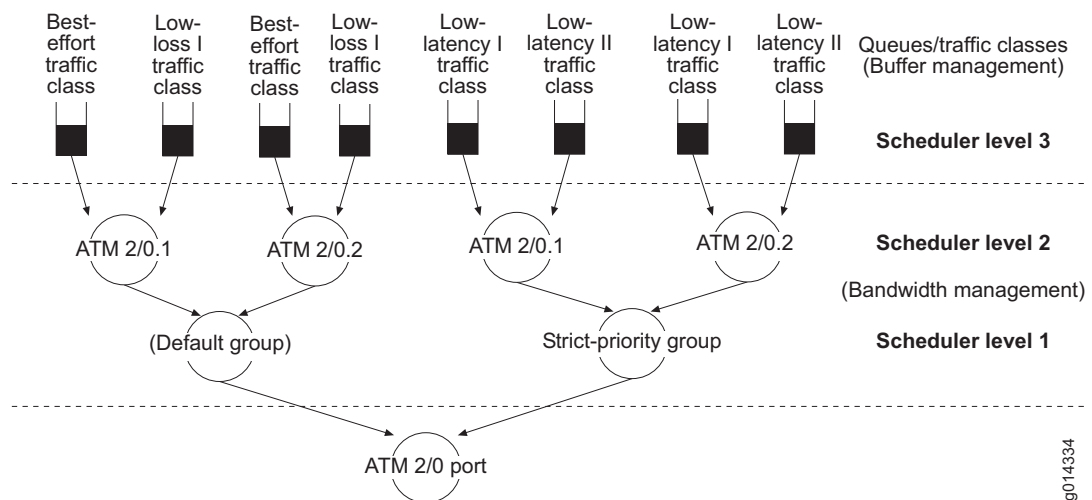 Best-
effort
traffic
class
Low-
loss I
traffic
class
Best-
effort
traffic
class
Low-
loss I
traffic
class
Low-
latency I
traffic
class
Low-
latency II
traffic
class
Low-
latency I
traffic
class
Low-
latency II
traffic
class
Queues/traffic classes
(Buffer management)
Scheduler level 3
ATM 2/0.1
ATM 2/0.2
ATM 2/0.1
ATM 2/0.2
Scheduler level 2
(Bandwidth management)
(Default group)
Strict-priority group
Scheduler level 1
ATM 2/0 port
g014334